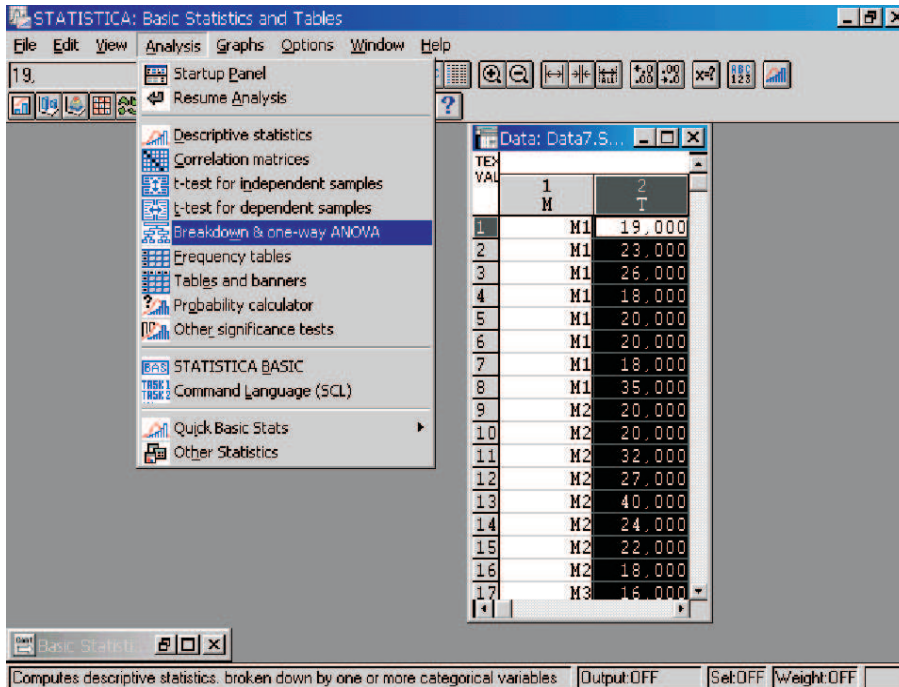 STATISTICA: Basic Statistics and Tables
File Edit View Analysis Graphs Options Window Help
19,
Startup Panel
Resume Analysis
Descriptive statistics
Correlation matrices
t-test for independent samples
t-test for dependent samples
Breakdown & one-way ANOVA
Frequency tables
Tables and banners
Probability calculator
Other significance tests
STATISTICA BASIC
Command Language (SCL)
Quick Basic Stats
Other Statistics
Data: Data7.S...
TEX
VAL
1 2
M T
1 M1 19,000
2 M1 23,000
3 M1 26,000
4 M1 18,000
5 M1 20,000
6 M1 20,000
7 M1 18,000
8 M1 35,000
9 M2 20,000
10 M2 20,000
11 M2 32,000
12 M2 27,000
13 M2 40,000
14 M2 24,000
15 M2 22,000
16 M2 18,000
17 M3 16,000
Basic Statisti
Computes descriptive statistics. broken down by one or more categorical variables Output:OFF Sel:OFF Weight:OFF